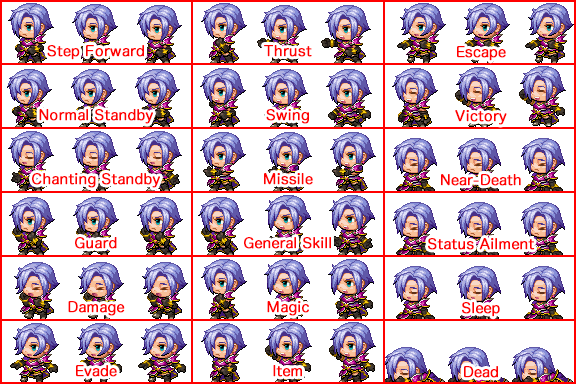 Step Forward
Thrust
Escape
Normal Standby
Swing
Victory
Chanting Standby
Missile
Near-Death
Guard
General Skill
Status Ailment
Damage
Magic
Sleep
Evade
Item
Dead